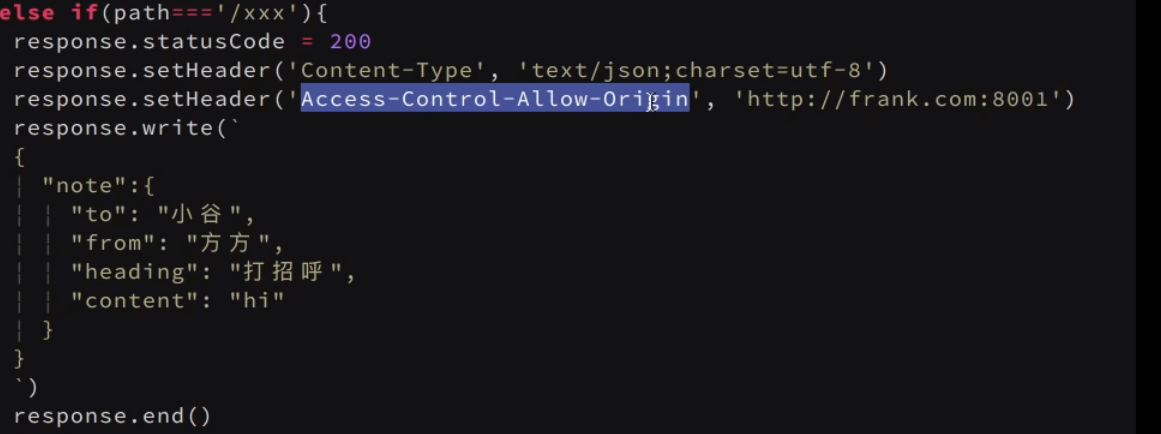 else if(path==='/xxx'){
response.statusCode = 200
response.setHeader('Content-Type', 'text/json;charset=utf-8')
response.setHeader('Access-Control-Allow-Origin', 'http://frank.com:8001')
response.write(`
{
"note":{
"to": "小谷",
"from": "方方",
"heading": "打招呼",
"content": "hi"
}
}
`)
response.end()